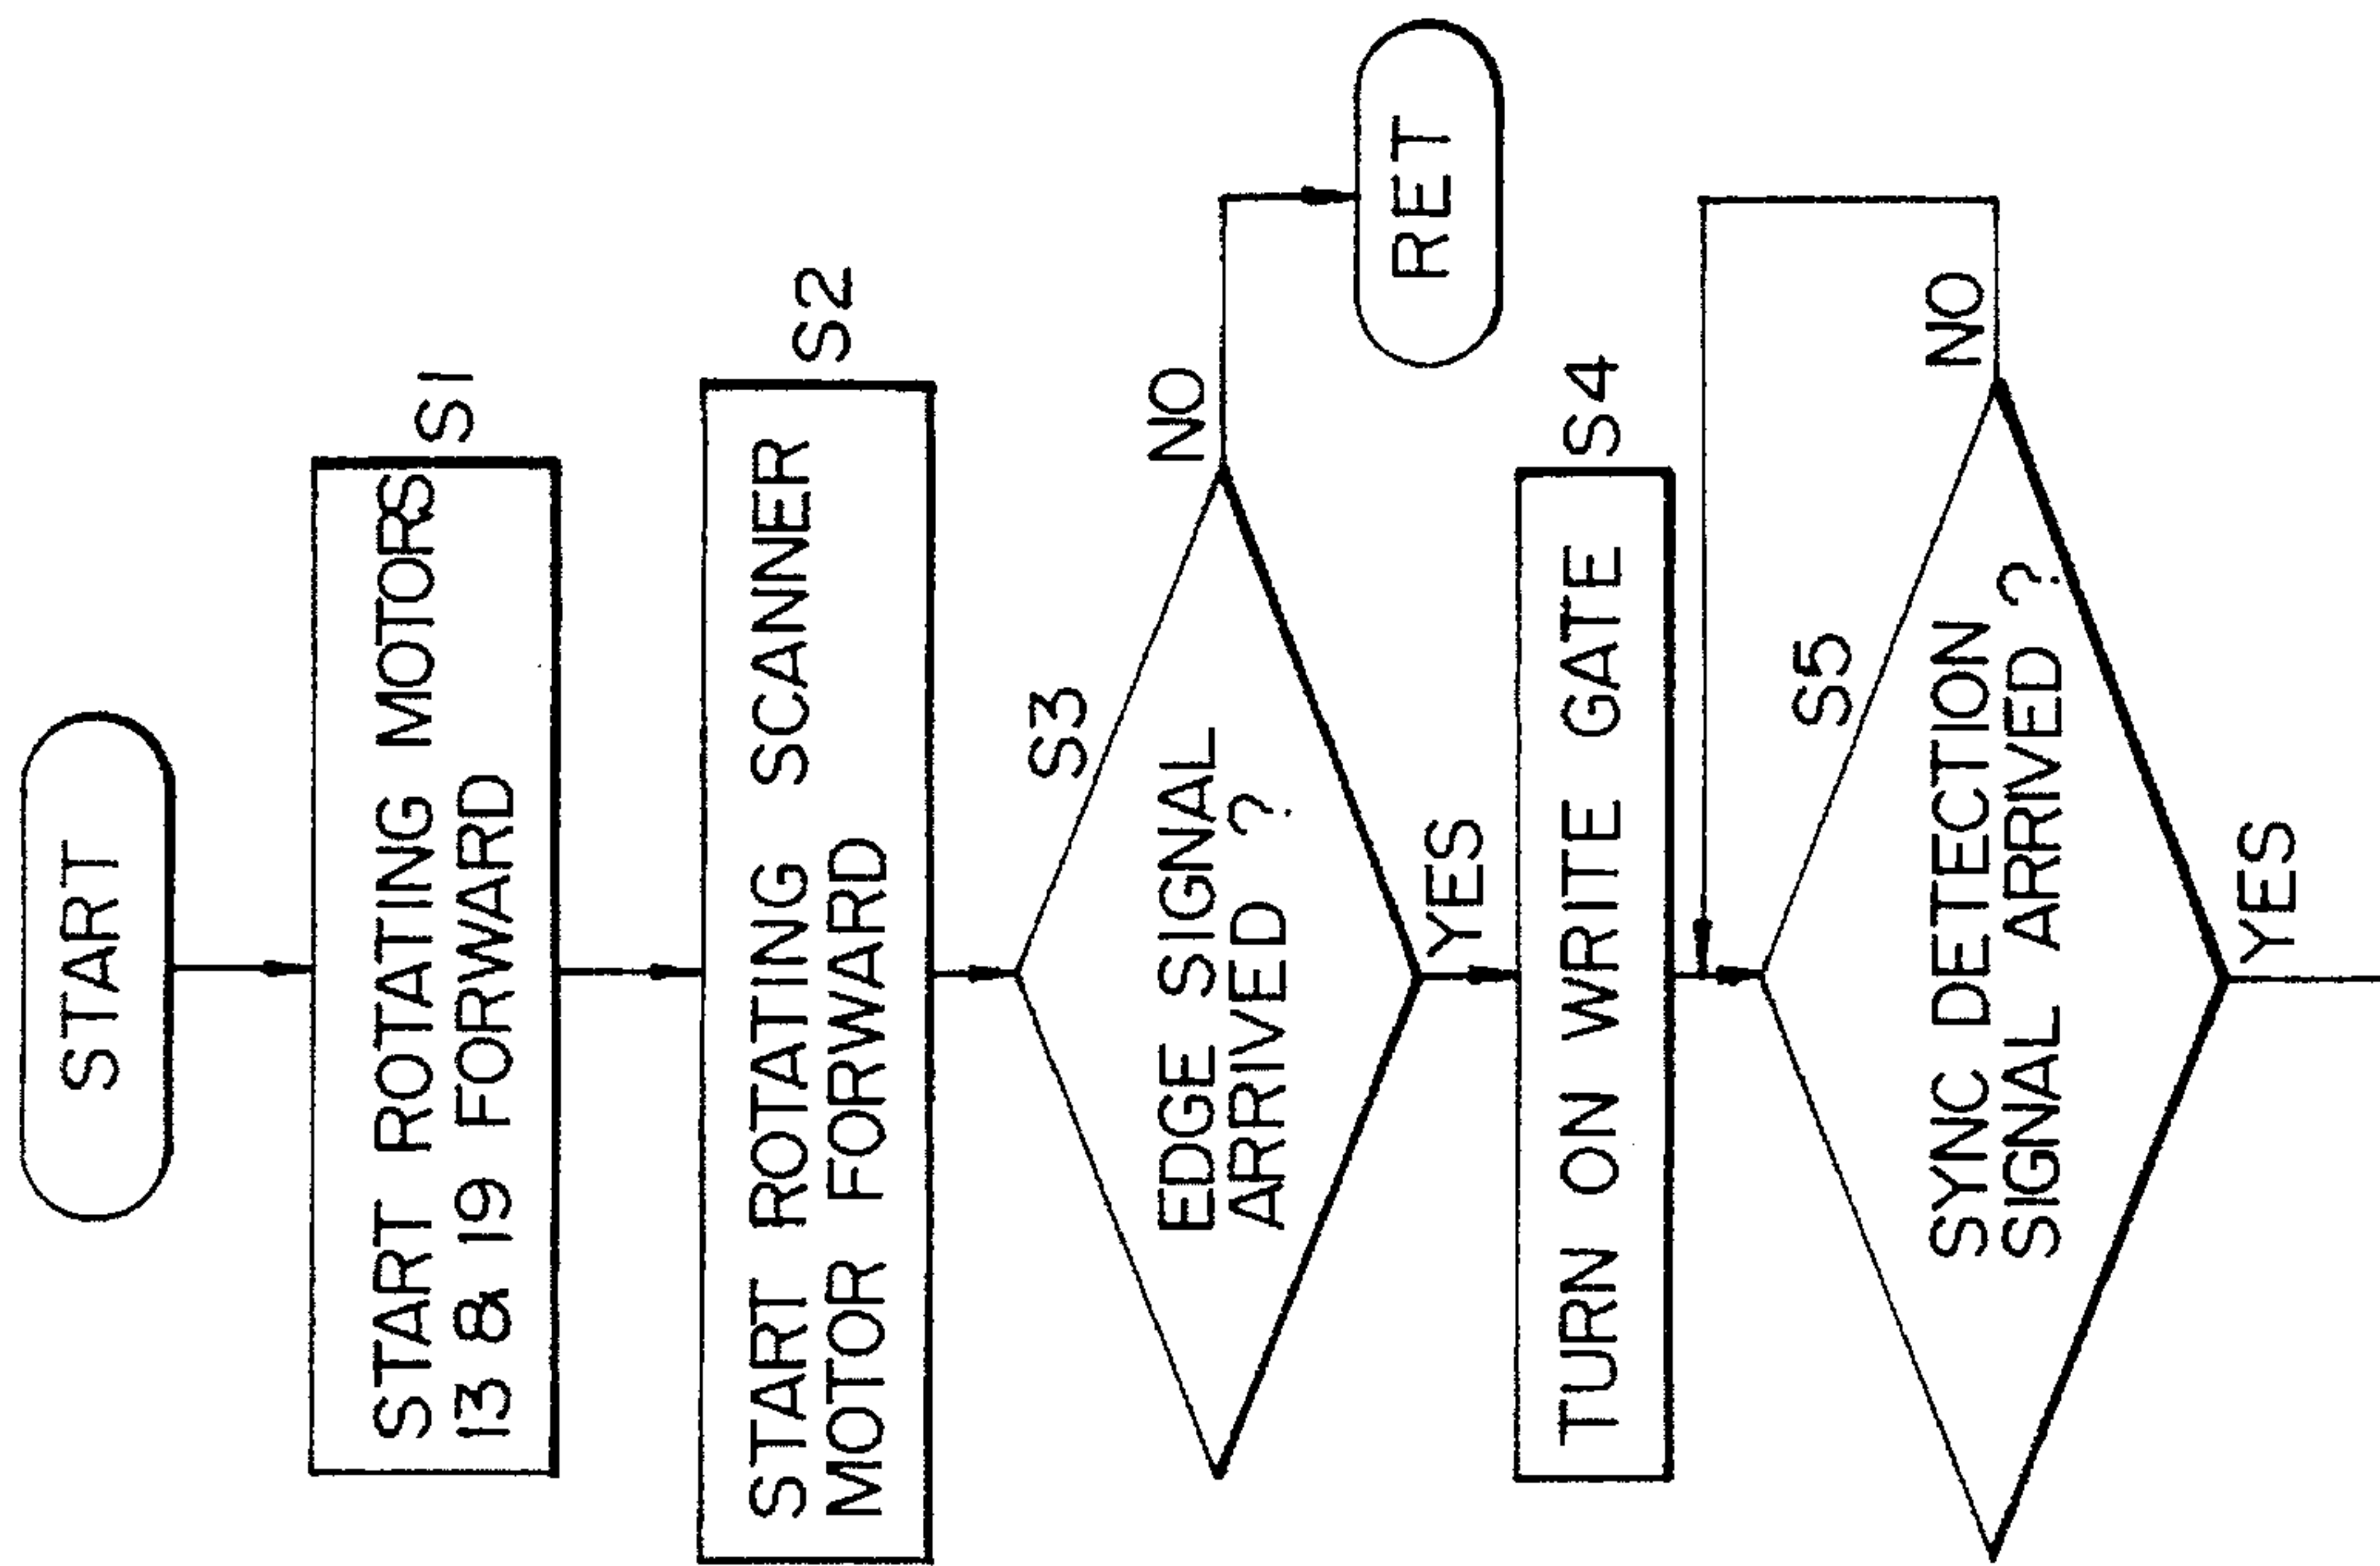 START
START ROTATING MOTORS
13 & 19 FORWARD
S1
START ROTATING SCANNER
MOTOR FORWARD
S2
S3
EDGE SIGNAL
ARRIVED ?
NO
RET
YES
TURN ON WRITE GATE
S4
S5
SYNC DETECTION
SIGNAL ARRIVED ?
NO
YES